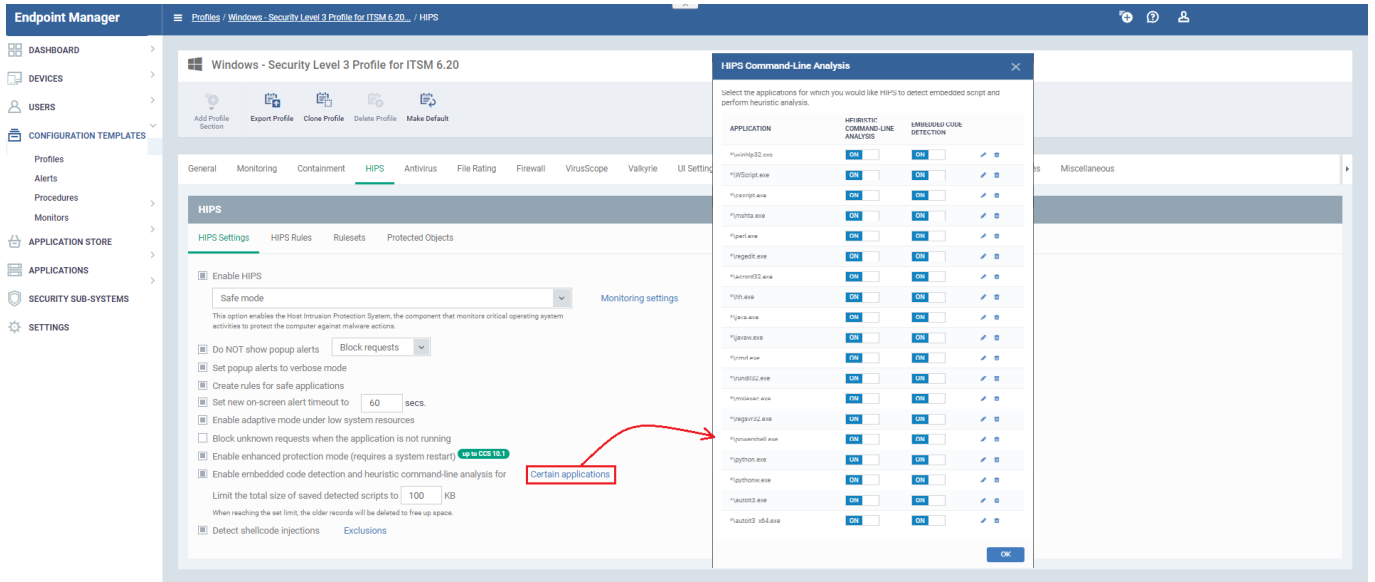 Endpoint Manager
Profiles / Windows - Security Level 3 Profile for ITSM 6.20... / HIPS
DASHBOARD
DEVICES
USERS
CONFIGURATION TEMPLATES
Profiles
Alerts
Procedures
Monitors
APPLICATION STORE
APPLICATIONS
SECURITY SUB-SYSTEMS
SETTINGS
Windows - Security Level 3 Profile for ITSM 6.20
Add Profile Section
Export Profile
Clone Profile
Delete Profile
Make Default
General Monitoring Containment HIPS Antivirus File Rating Firewall VirusScope Valkyrie UI Setting
Miscellaneous
HIPS
HIPS Settings HIPS Rules Rulesets Protected Objects
Enable HIPS
Safe mode
Monitoring settings
This option enables the Host Intrusion Protection System, the component that monitors critical operating system
activities to protect the computer against malware actions.
Do NOT show popup alerts Block requests
Set popup alerts to verbose mode
Create rules for safe applications
Set new on-screen alert timeout to 60 secs.
Enable adaptive mode under low system resources
Block unknown requests when the application is not running
Enable enhanced protection mode (requires a system restart) up to CCS 10.1
Enable embedded code detection and heuristic command-line analysis for Certain applications
Limit the total size of saved detected scripts to 100 KB
When reaching the set limit, the older records will be deleted to free up space.
Detect shellcode injections Exclusions
HIPS Command-Line Analysis
Select the applications for which you would like HIPS to detect embedded script and
perform heuristic analysis.
APPLICATION
HEURISTIC
COMMAND-LINE
ANALYSIS
EMBEDDED CODE
DETECTION
*\winhlp32.exe ON ON
*\WScript.exe ON ON
*\cscript.exe ON ON
*\mshta.exe ON ON
*\perl.exe ON ON
*\regedit.exe ON ON
*\acrord32.exe ON ON
*\hh.exe ON ON
*\java.exe ON ON
*\javaw.exe ON ON
*\cmd.exe ON ON
*\rundll32.exe ON ON
*\msiexec.exe ON ON
*\regsvr32.exe ON ON
*\powershell.exe ON ON
*\python.exe ON ON
*\pythonw.exe ON ON
*\autoit3.exe ON ON
*\autoit3_x64.exe ON ON
OK